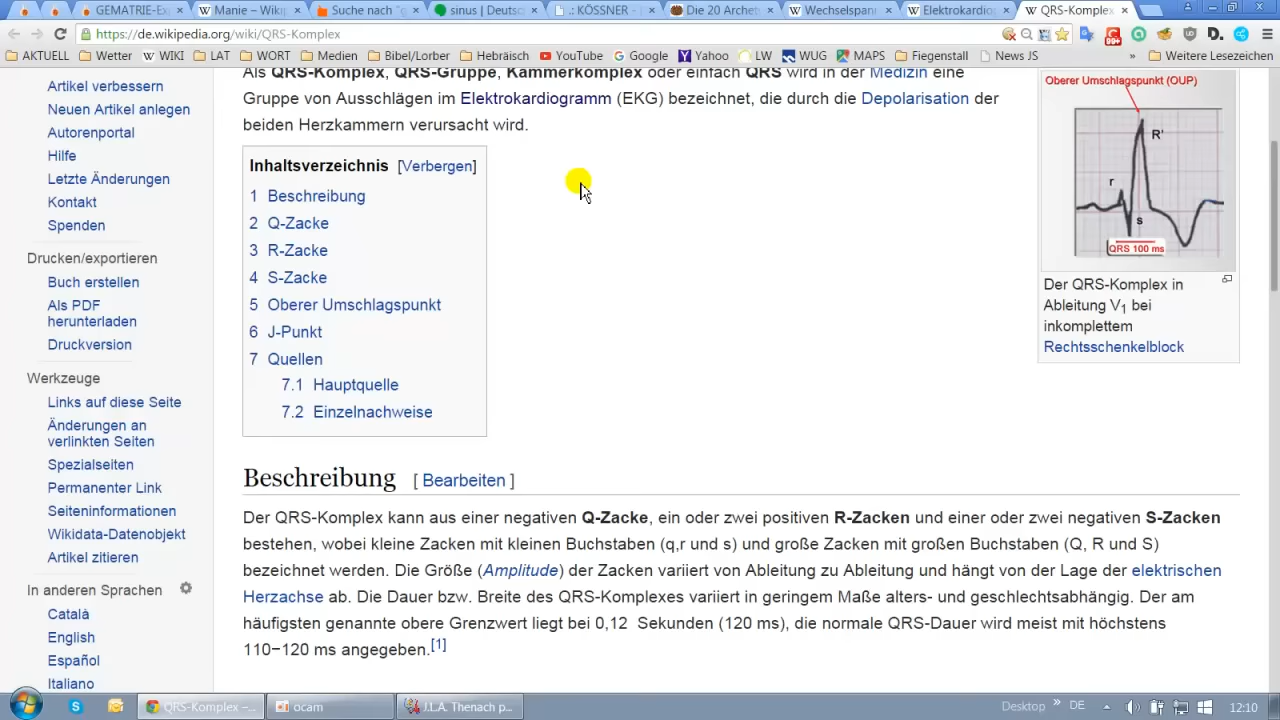 GEMATRIE-Ex
Manie – Wikip
Suche nach "g
sinus | Deutsc
.: KÖSSNER - 
Die 20 Archet
Wechselspan
Elektrokardio
QRS-Komplex
https://de.wikipedia.org/wiki/QRS-Komplex
AKTUELL Wetter WIKI LAT WORT Medien Bibel/Lorber Hebräisch YouTube Google Yahoo LW WUG MAPS Fiegenstall News JS » Weitere Lesezeichen
Artikel verbessern
Neuen Artikel anlegen
Autorenportal
Hilfe
Letzte Änderungen
Kontakt
Spenden
Drucken/exportieren
Buch erstellen
Als PDF
herunterladen
Druckversion
Werkzeuge
Links auf diese Seite
Änderungen an
verlinkten Seiten
Spezialseiten
Permanenter Link
Seiteninformationen
Wikidata-Datenobjekt
Artikel zitieren
In anderen Sprachen
Català
English
Español
Italiano
Als QRS-Komplex, QRS-Gruppe, Kammerkomplex oder einfach QRS wird in der Medizin eine
Gruppe von Ausschlägen im Elektrokardiogramm (EKG) bezeichnet, die durch die Depolarisation der
beiden Herzkammern verursacht wird.
Inhaltsverzeichnis [Verbergen]
1 Beschreibung
2 Q-Zacke
3 R-Zacke
4 S-Zacke
5 Oberer Umschlagspunkt
6 J-Punkt
7 Quellen
7.1 Hauptquelle
7.2 Einzelnachweise
Oberer Umschlagspunkt (OUP)
R'
r
s
QRS 100 ms
Der QRS-Komplex in
Ableitung V1 bei
inkomplettem
Rechtsschenkelblock
Beschreibung [ Bearbeiten ]
Der QRS-Komplex kann aus einer negativen Q-Zacke, ein oder zwei positiven R-Zacken und einer oder zwei negativen S-Zacken
bestehen, wobei kleine Zacken mit kleinen Buchstaben (q,r und s) und große Zacken mit großen Buchstaben (Q, R und S)
bezeichnet werden. Die Größe (Amplitude) der Zacken variiert von Ableitung zu Ableitung und hängt von der Lage der elektrischen
Herzachse ab. Die Dauer bzw. Breite des QRS-Komplexes variiert in geringem Maße alters- und geschlechtsabhängig. Der am
häufigsten genannte obere Grenzwert liegt bei 0,12 Sekunden (120 ms), die normale QRS-Dauer wird meist mit höchstens
110−120 ms angegeben.[1]
QRS-Komplex –...
ocam
J.L.A. Thenach p...
Desktop » DE 12:10